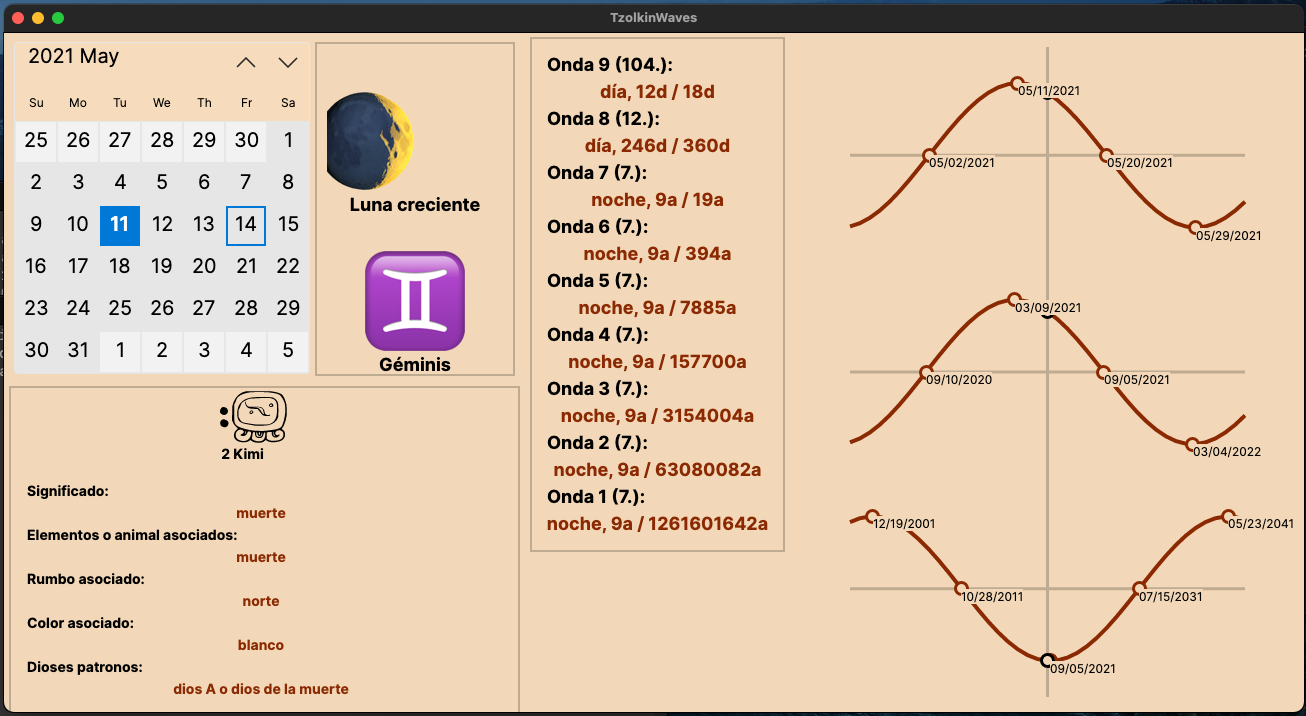 TzolkinWaves
2021 May
Su Mo Tu We Th Fr Sa
25 26 27 28 29 30 1
2 3 4 5 6 7 8
9 10 11 12 13 14 15
16 17 18 19 20 21 22
23 24 25 26 27 28 29
30 31 1 2 3 4 5
Luna creciente
Géminis
2 Kimi
Significado:
muerte
Elementos o animal asociados:
muerte
Rumbo asociado:
norte
Color asociado:
blanco
Dioses patronos:
dios A o dios de la muerte
Onda 9 (104.):
día, 12d / 18d
Onda 8 (12.):
día, 246d / 360d
Onda 7 (7.):
noche, 9a / 19a
Onda 6 (7.):
noche, 9a / 394a
Onda 5 (7.):
noche, 9a / 7885a
Onda 4 (7.):
noche, 9a / 157700a
Onda 3 (7.):
noche, 9a / 3154004a
Onda 2 (7.):
noche, 9a / 63080082a
Onda 1 (7.):
noche, 9a / 1261601642a
05/11/2021
05/02/2021
05/20/2021
05/29/2021
03/09/2021
09/10/2020
09/05/2021
03/04/2022
12/19/2001
05/23/2041
10/28/2011
07/15/2031
09/05/2021